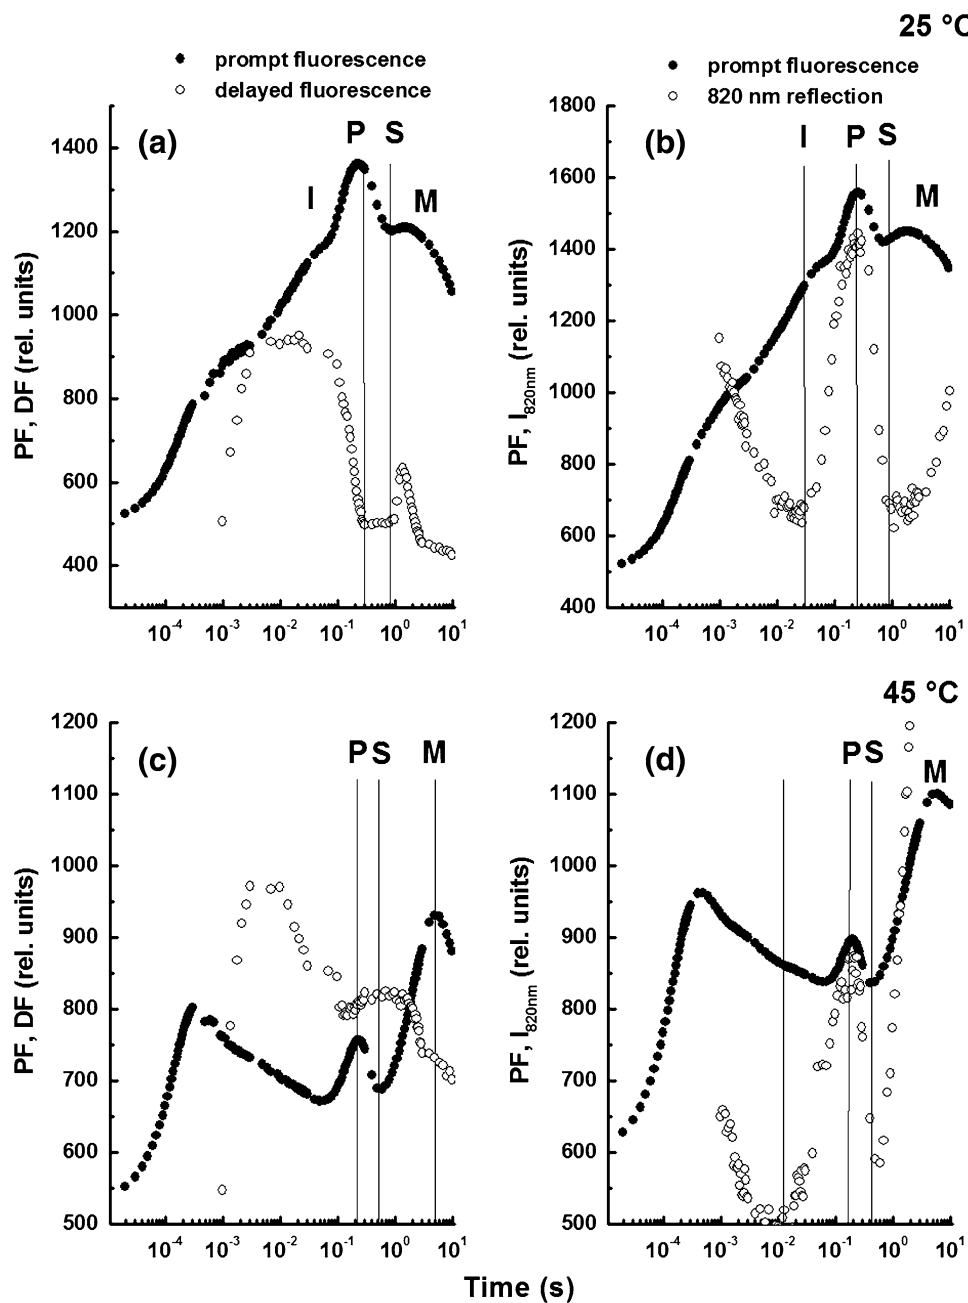 25 °C
prompt fluorescence
delayed fluorescence
prompt fluorescence
820 nm reflection
(a)
I
P
S
M
PF, DF (rel. units)
1400
1200
1000
800
600
400
10-4 10-3 10-2 10-1 100 101
(b)
I
P
S
M
PF, I820nm (rel. units)
1800
1600
1400
1200
1000
800
600
400
10-4 10-3 10-2 10-1 100 101
45 °C
(c)
P
S
M
PF, DF (rel. units)
1200
1100
1000
900
800
700
600
500
10-4 10-3 10-2 10-1 100 101
(d)
P
S
M
PF, I820nm (rel. units)
1200
1100
1000
900
800
700
600
500
10-4 10-3 10-2 10-1 100 101
Time (s)